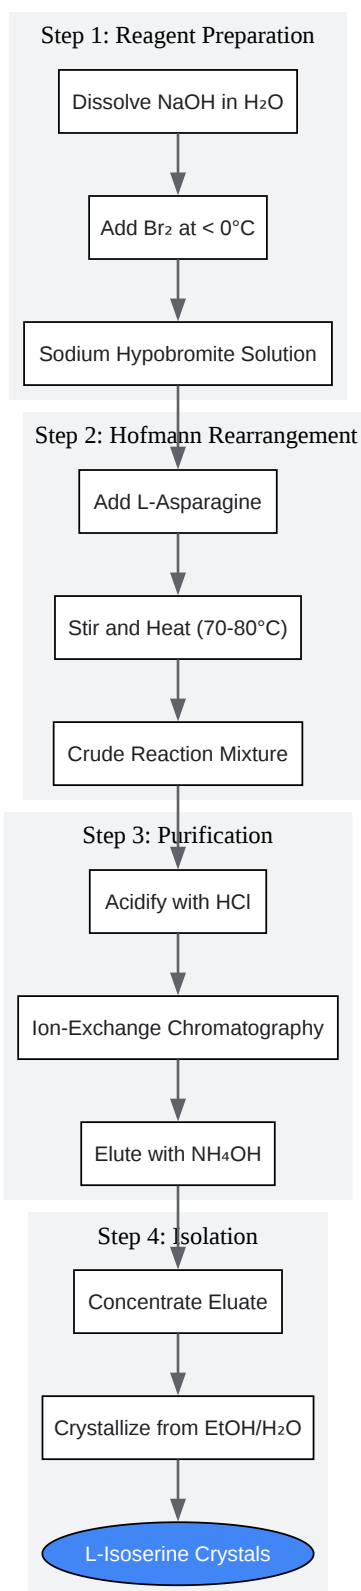 Step 1: Reagent Preparation
Dissolve NaOH in H₂O
Add Br₂ at < 0°C
Sodium Hypobromite Solution
Step 2: Hofmann Rearrangement
Add L-Asparagine
Stir and Heat (70-80°C)
Crude Reaction Mixture
Step 3: Purification
Acidify with HCl
Ion-Exchange Chromatography
Elute with NH₄OH
Step 4: Isolation
Concentrate Eluate
Crystallize from EtOH/H₂O
L-Isoserine Crystals